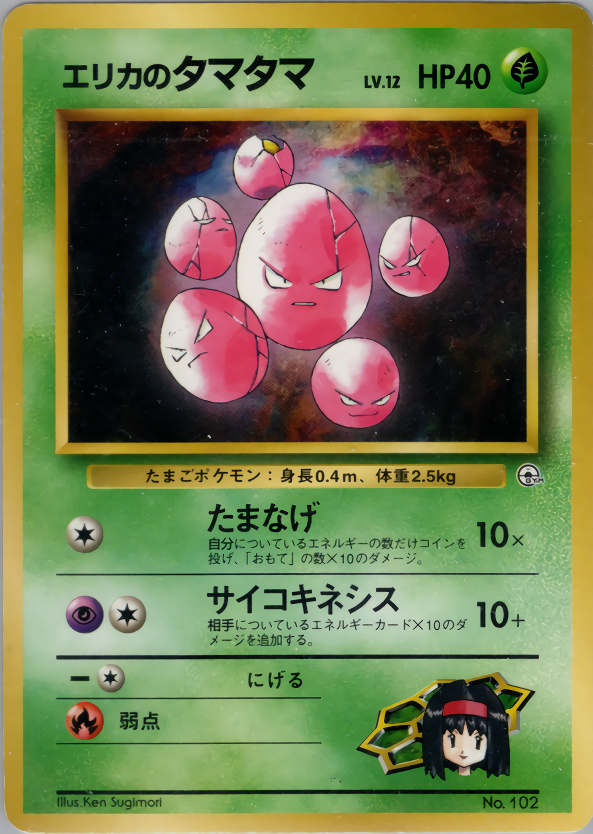 エリカのタマタマ LV.12 HP40
たまごポケモン：身長0.4m、体重2.5kg
GYM
たまなげ 10×
自分についているエネルギーの数だけコインを
投げ、「おもて」の数×10のダメージ。
サイコキネシス 10+
相手についているエネルギーカード×10のダ
メージを追加する。
にげる
弱点
Illus.Ken Sugimori No. 102